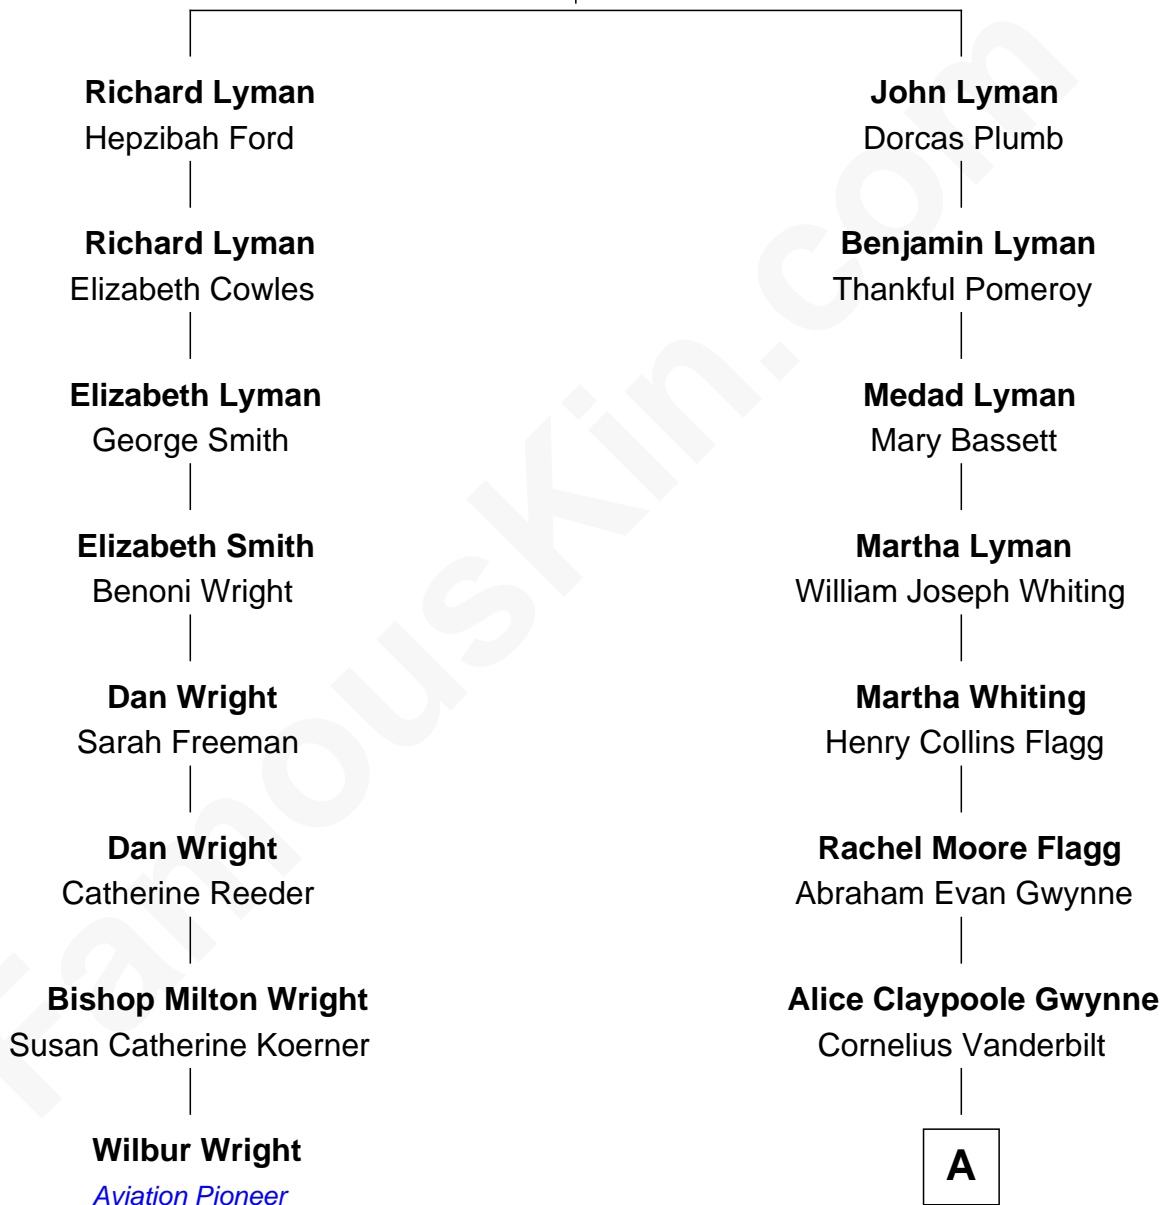 Richard Lyman
Hepzibah Ford
Richard Lyman
Elizabeth Cowles
Elizabeth Lyman
George Smith
Elizabeth Smith
Benoni Wright
Dan Wright
Sarah Freeman
Dan Wright
Catherine Reeder
Bishop Milton Wright
Susan Catherine Koerner
Wilbur Wright
Aviation Pioneer
John Lyman
Dorcas Plumb
Benjamin Lyman
Thankful Pomeroy
Medad Lyman
Mary Bassett
Martha Lyman
William Joseph Whiting
Martha Whiting
Henry Collins Flagg
Rachel Moore Flagg
Abraham Evan Gwynne
Alice Claypoole Gwynne
Cornelius Vanderbilt
A
FamousKin.com